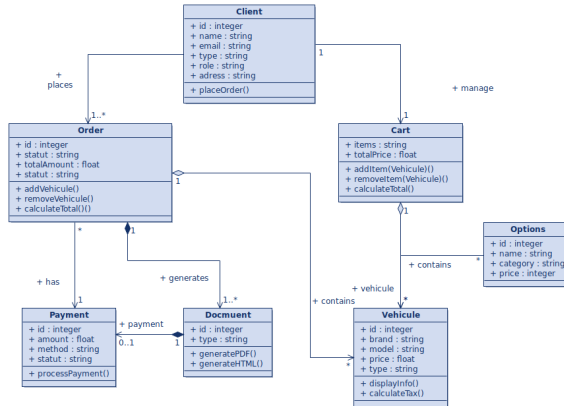 Client
+ id : integer
+ name : string
+ email : string
+ type : string
+ role : string
+ adress : string
+ placeOrder()
+
places
1
+ manage
1..*
1
Order
+ id : integer
+ statut : string
+ totalAmount : float
+ statut : string
+ addVehicule()
+ removeVehicule()
+ calculateTotal()()
Cart
+ items : string
+ totalPrice : float
+ addItem(Vehicule)()
+ removeItem(Vehicule)()
+ calculateTotal()
1
1
*
1
Options
+ id : integer
+ name : string
+ category : string
+ price : integer
*
+ contains
+ has
+ generates
+ vehicule
+ contains
1
1..*
*
Payment
+ id : integer
+ amount : float
+ method : string
+ statut : string
+ processPayment()
+ payment
0..1
1
Docmuent
+ id : integer
+ type : string
+ generatePDF()
+ generateHTML()
*
Vehicule
+ id : integer
+ brand : string
+ model : string
+ price : float
+ type : string
+ displayInfo()
+ calculateTax()